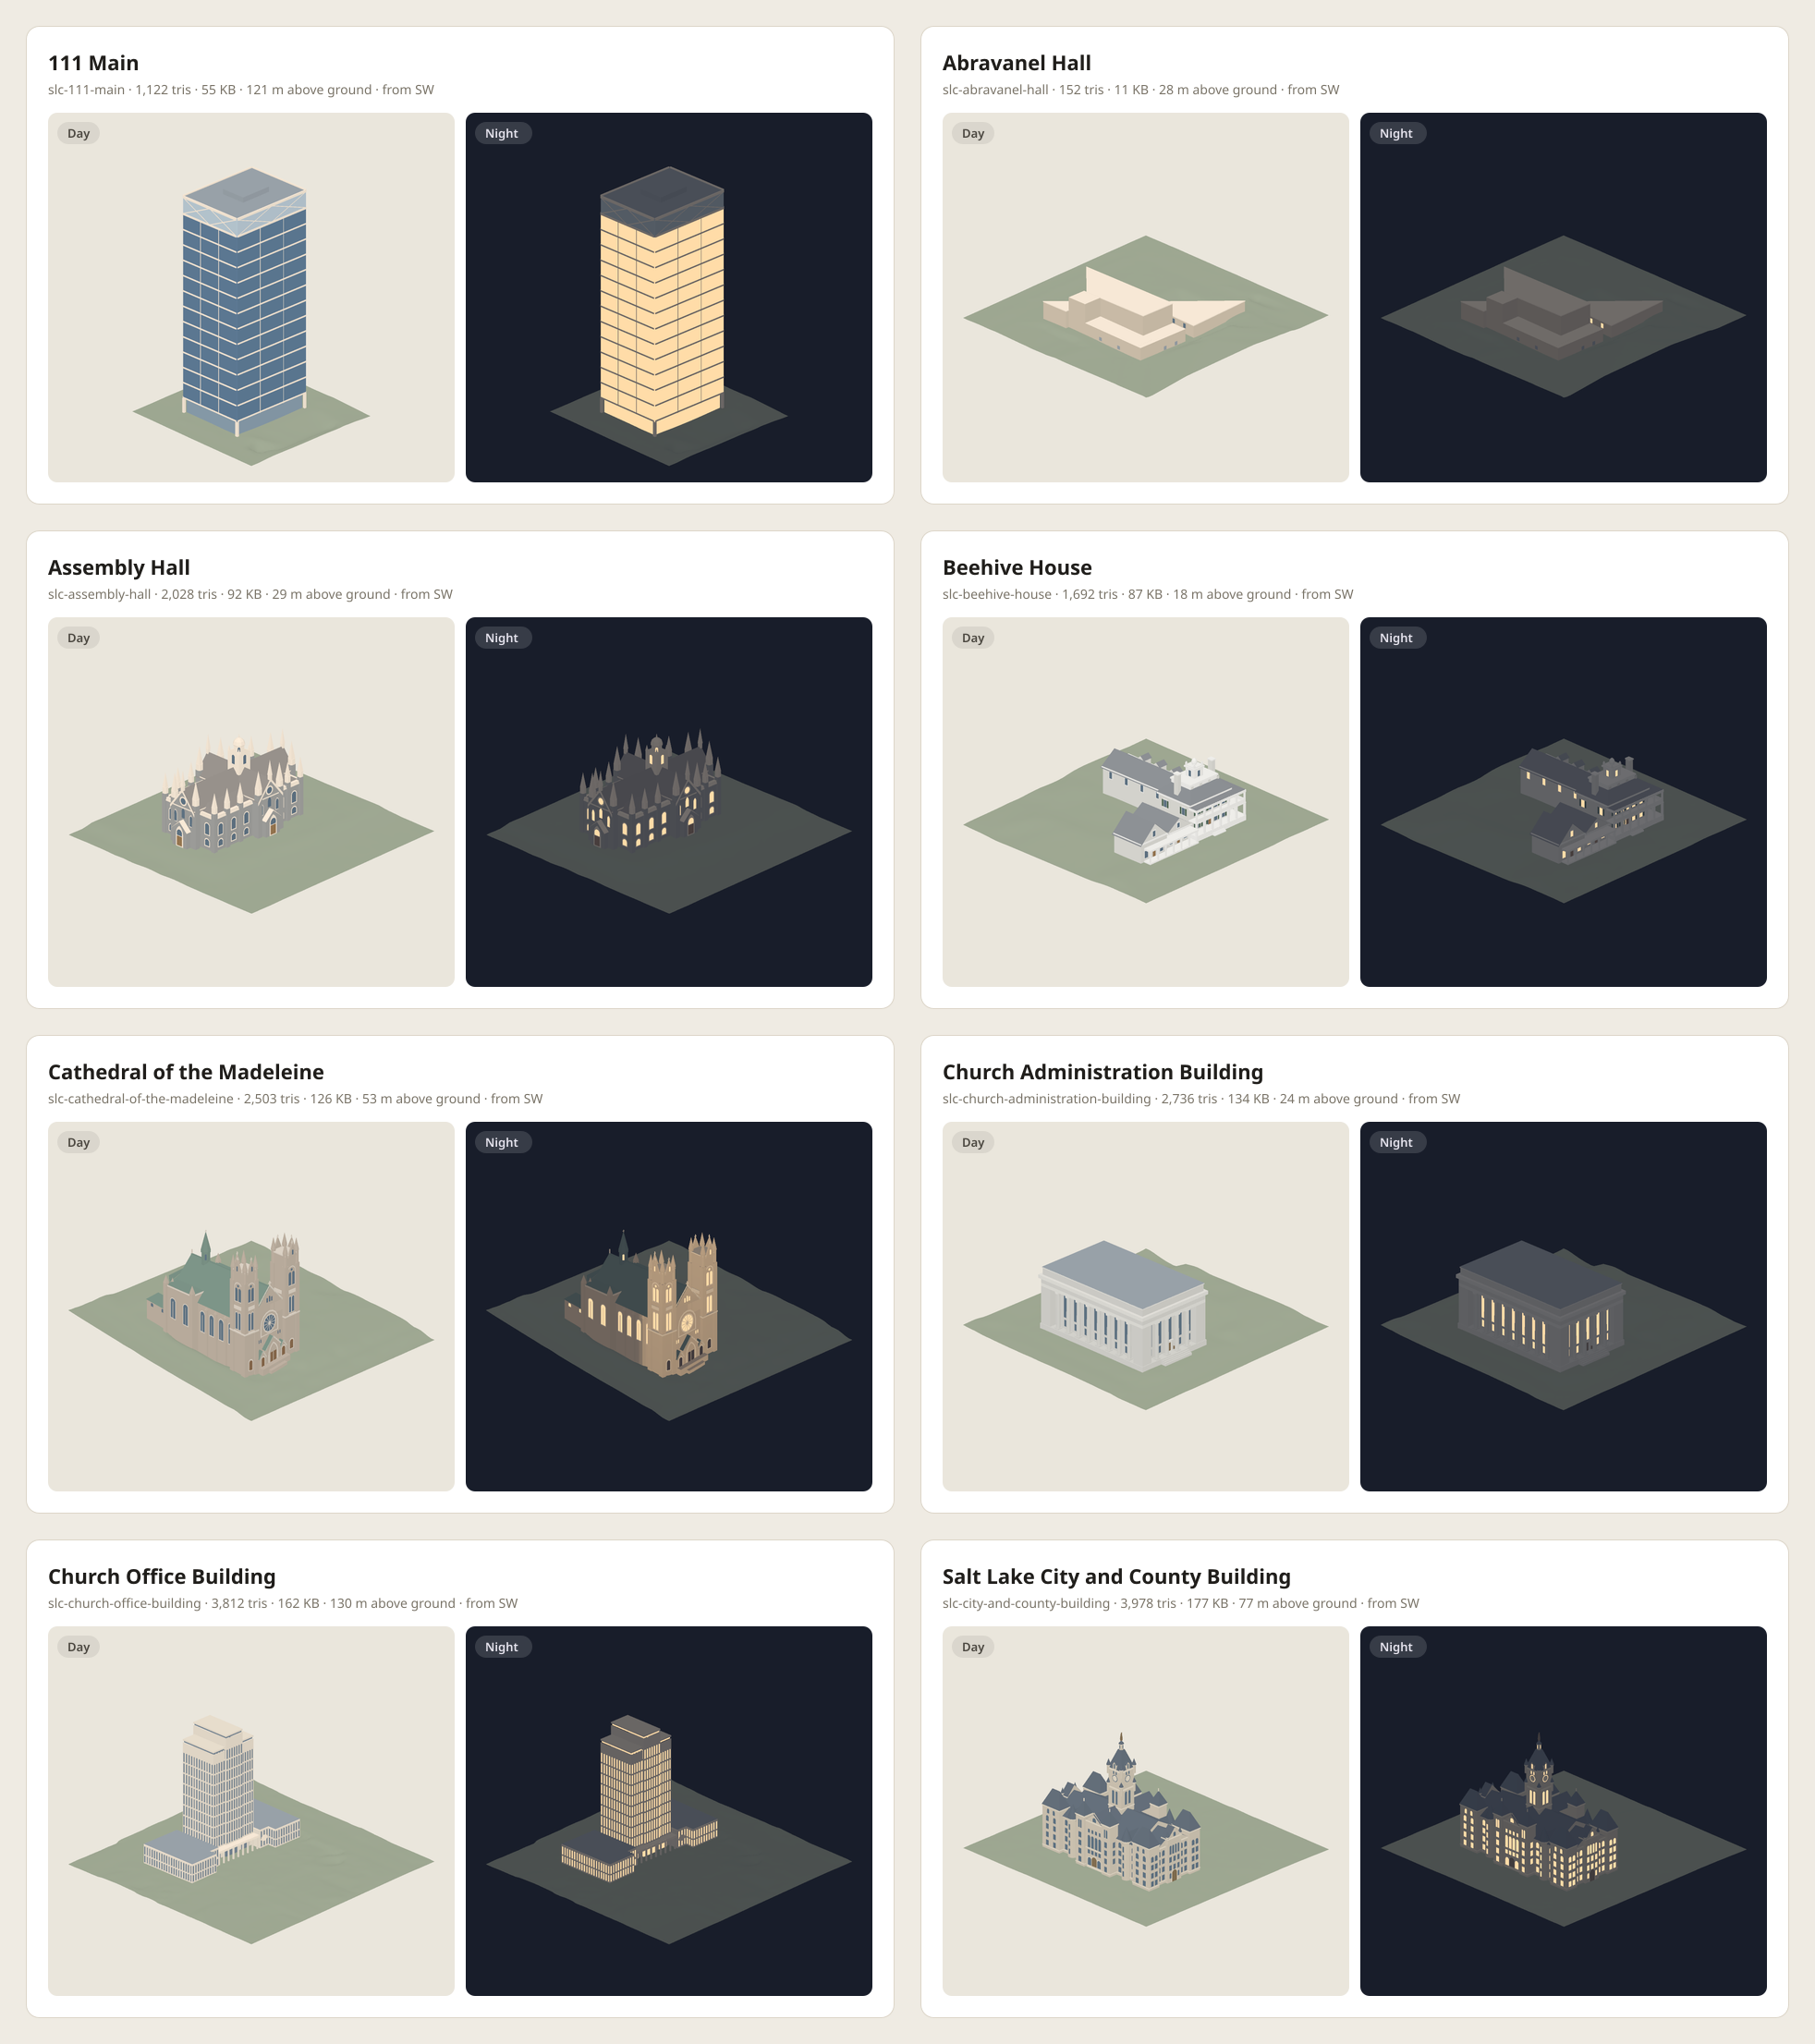 111 Main
slc-111-main · 1,122 tris · 55 KB · 121 m above ground · from SW
Day
Night
Abravanel Hall
slc-abravanel-hall · 152 tris · 11 KB · 28 m above ground · from SW
Day
Night
Assembly Hall
slc-assembly-hall · 2,028 tris · 92 KB · 29 m above ground · from SW
Day
Night
Beehive House
slc-beehive-house · 1,692 tris · 87 KB · 18 m above ground · from SW
Day
Night
Cathedral of the Madeleine
slc-cathedral-of-the-madeleine · 2,503 tris · 126 KB · 53 m above ground · from SW
Day
Night
Church Administration Building
slc-church-administration-building · 2,736 tris · 134 KB · 24 m above ground · from SW
Day
Night
Church Office Building
slc-church-office-building · 3,812 tris · 162 KB · 130 m above ground · from SW
Day
Night
Salt Lake City and County Building
slc-city-and-county-building · 3,978 tris · 177 KB · 77 m above ground · from SW
Day
Night